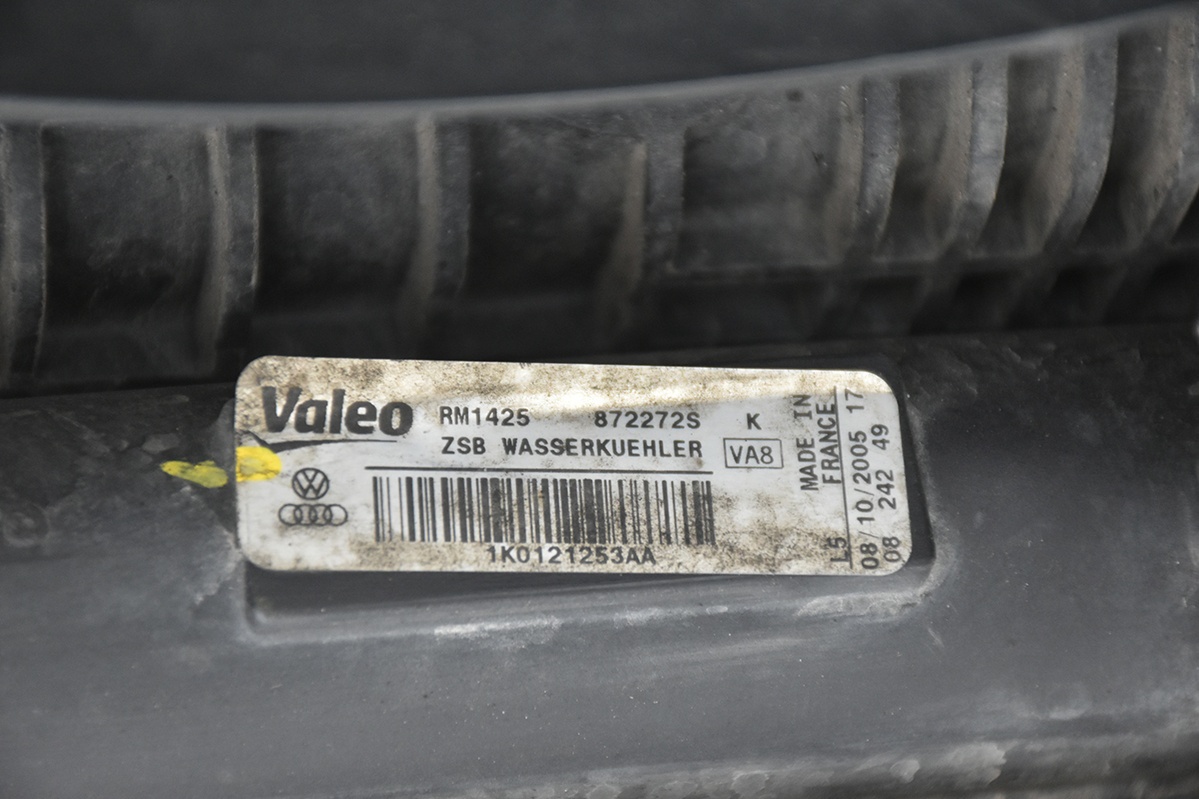 Valeo RM1425 872272S K
ZSB WASSERKUEHLER VA8
1K0121253AA
MADE IN
FRANCE
L5 17
08/10/2005
08 242 49